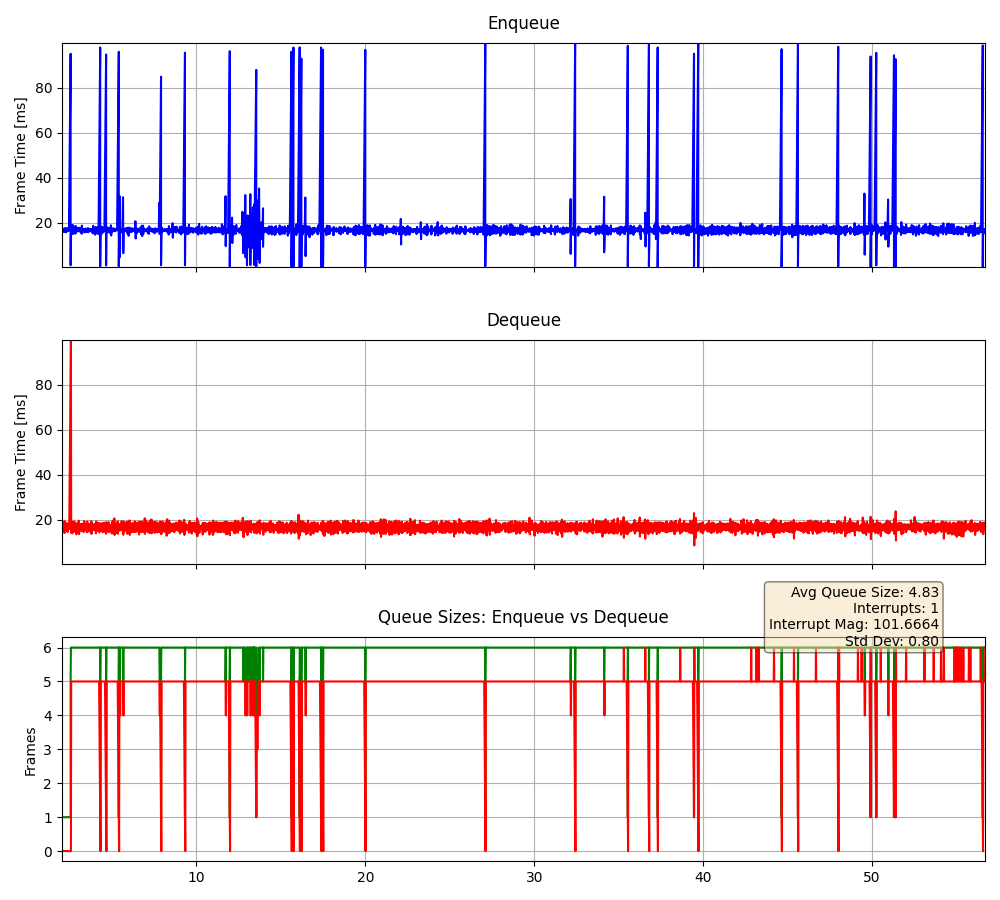 Enqueue
Frame Time [ms]
80
60
40
20
Dequeue
Frame Time [ms]
80
60
40
20
Avg Queue Size: 4.83
Interrupts: 1
Interrupt Mag: 101.6664
Std Dev: 0.80
Queue Sizes: Enqueue vs Dequeue
Frames
6
5
4
3
2
1
0
10 20 30 40 50